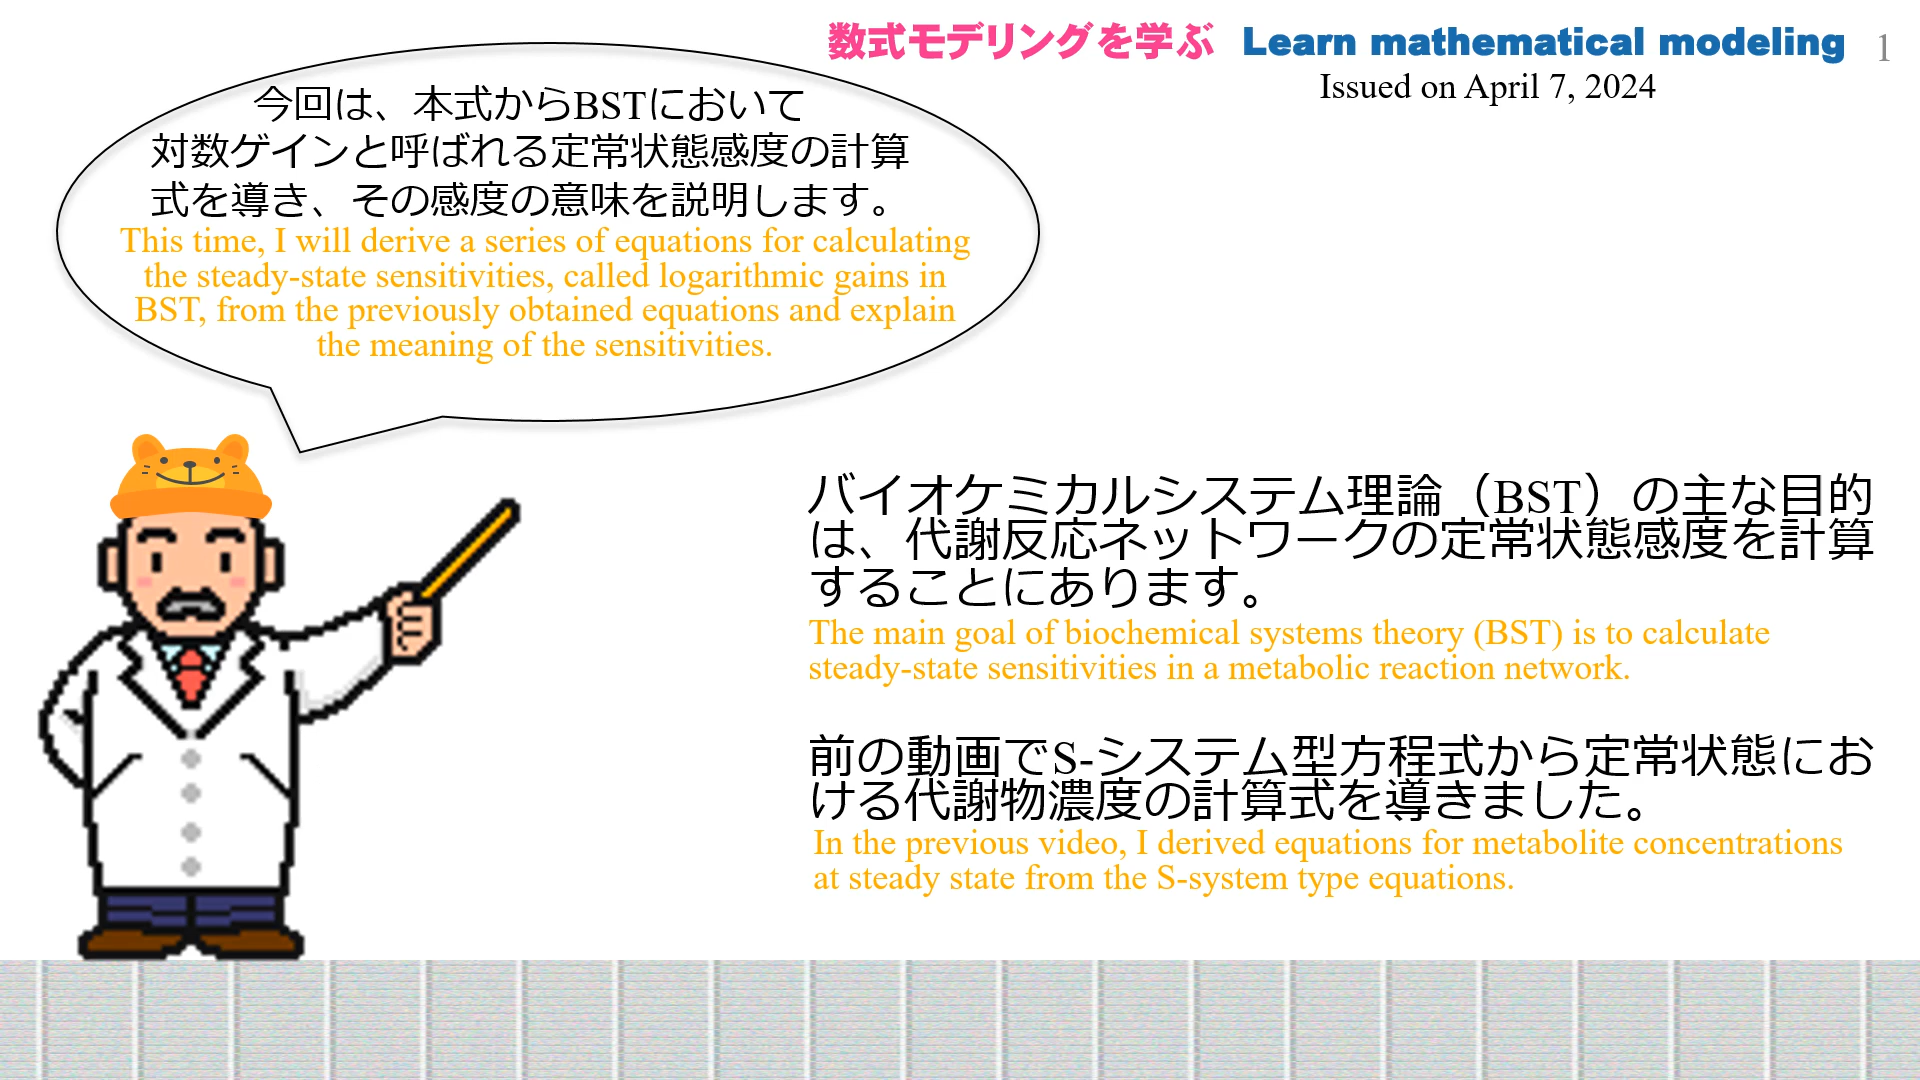 数式モデリングを学ぶ Learn mathematical modeling 1
Issued on April 7, 2024
今回は、本式からBSTにおいて
対数ゲインと呼ばれる定常状態感度の計算
式を導き、その感度の意味を説明します。
This time, I will derive a series of equations for calculating
the steady-state sensitivities, called logarithmic gains in
BST, from the previously obtained equations and explain
the meaning of the sensitivities.
バイオケミカルシステム理論（BST）の主な目的
は、代謝反応ネットワークの定常状態感度を計算
することにあります。
The main goal of biochemical systems theory (BST) is to calculate
steady-state sensitivities in a metabolic reaction network.
前の動画でS-システム型方程式から定常状態にお
ける代謝物濃度の計算式を導きました。
In the previous video, I derived equations for metabolite concentrations
at steady state from the S-system type equations.